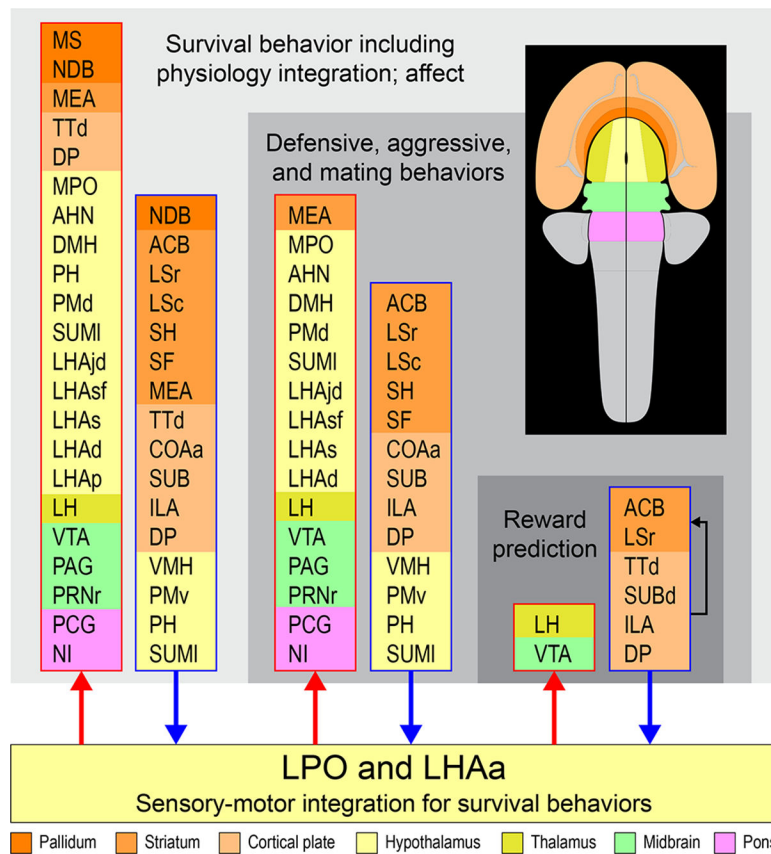 Survival behavior including
physiology integration; affect
MS
NDB
MEA
TTd
DP
MPO
AHN
DMH
PH
PMd
SUMl
LHAjd
LHAsf
LHAs
LHAd
LHAp
LH
VTA
PAG
PRNr
PCG
NI
NDB
ACB
LSr
LSc
SH
SF
MEA
TTd
COAa
SUB
ILA
DP
VMH
PMv
PH
SUMl
Defensive, aggressive,
and mating behaviors
MEA
MPO
AHN
DMH
PMd
SUMl
LHAjd
LHAsf
LHAs
LHAd
LH
VTA
PAG
PRNr
PCG
NI
ACB
LSr
LSc
SH
SF
COAa
SUB
ILA
DP
VMH
PMv
PH
SUMl
Reward
prediction
LH
VTA
ACB
LSr
TTd
SUBd
ILA
DP
LPO and LHAa
Sensory-motor integration for survival behaviors
Pallidum Striatum Cortical plate Hypothalamus Thalamus Midbrain Pons